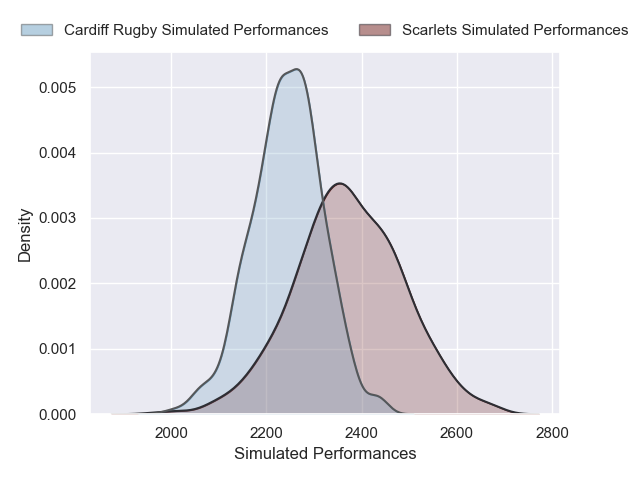 Cardiff Rugby Simulated Performances Scarlets Simulated Performances
0.005
0.004
0.003
0.002
0.001
0.000
Density
2000 2200 2400 2600 2800
Simulated Performances